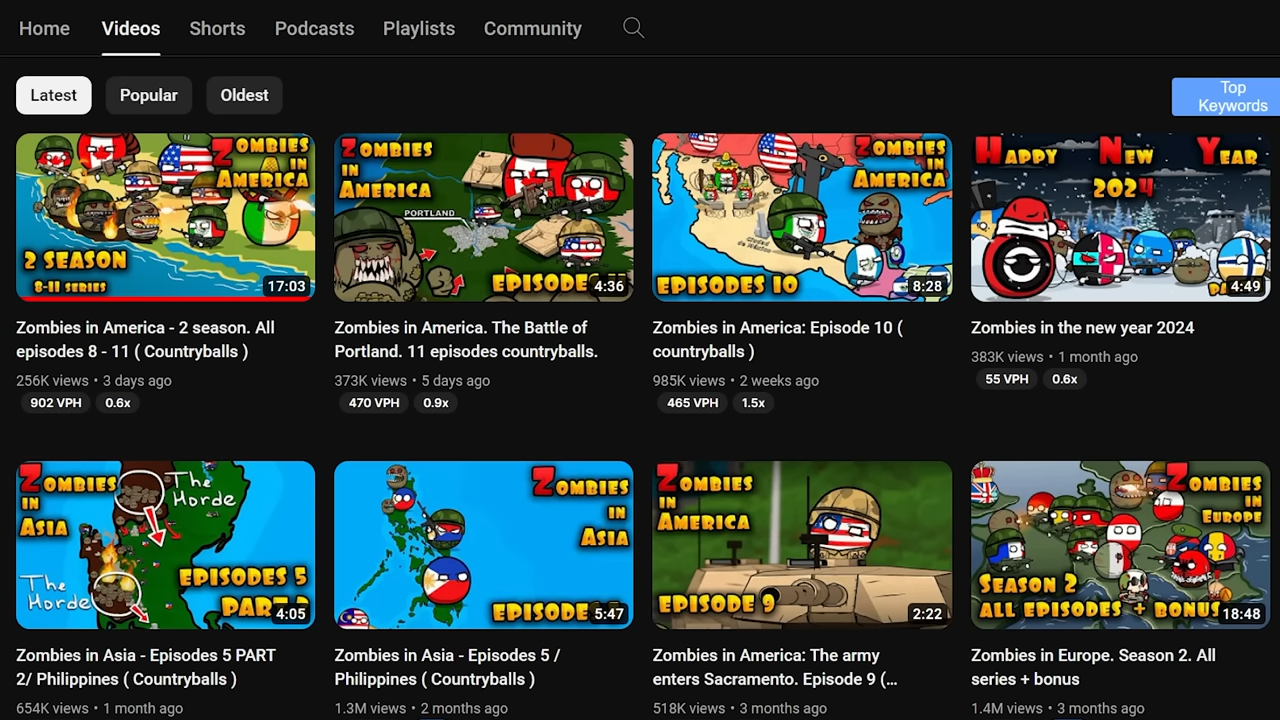 Home Videos Shorts Podcasts Playlists Community
Latest Popular Oldest
Top
Keywords
ZOMBIES
IN
AMERICA
2 SEASON
8-11 SERIES
17:03
ZOMBIES
IN
AMERICA
PORTLAND
EPISODE
4:36
ZOMBIES
IN
AMERICA
Ciudad
de México
EPISODES 10
8:28
HAPPY NEW YEAR
2024
4:49
Zombies in America - 2 season. All
episodes 8 - 11 ( Countryballs )
256K views • 3 days ago
902 VPH 0.6x
Zombies in America. The Battle of
Portland. 11 episodes countryballs.
373K views • 5 days ago
470 VPH 0.9x
Zombies in America: Episode 10 (
countryballs )
985K views • 2 weeks ago
465 VPH 1.5x
Zombies in the new year 2024
383K views • 1 month ago
55 VPH 0.6x
ZOMBIES
IN
ASIA
The
Horde
The
Horde
EPISODES 5
PART
4:05
ZOMBIES
IN
ASIA
EPISODE
5:47
ZOMBIES
IN
AMERICA
EPISODE 9
2:22
ZOMBIES
IN
EUROPE
SEASON 2
ALL EPISODES + BONUS
18:48
Zombies in Asia - Episodes 5 PART
2/ Philippines ( Countryballs )
654K views • 1 month ago
Zombies in Asia - Episodes 5 /
Philippines ( Countryballs )
1.3M views • 2 months ago
Zombies in America: The army
enters Sacramento. Episode 9 (...
518K views • 3 months ago
Zombies in Europe. Season 2. All
series + bonus
1.4M views • 3 months ago